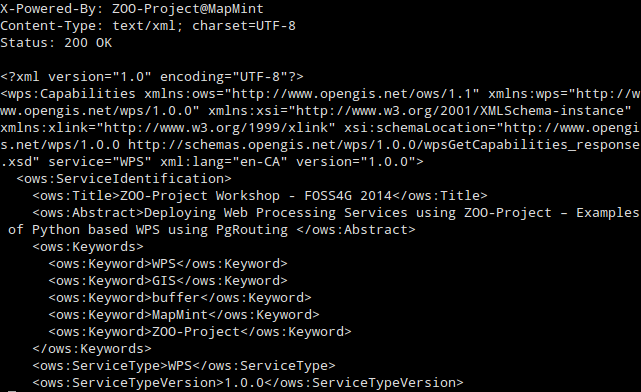 X-Powered-By: ZOO-Project@MapMint
Content-Type: text/xml; charset=UTF-8
Status: 200 OK

<?xml version="1.0" encoding="UTF-8"?>
<wps:Capabilities xmlns:ows="http://www.opengis.net/ows/1.1" xmlns:wps="http://w
ww.opengis.net/wps/1.0.0" xmlns:xsi="http://www.w3.org/2001/XMLSchema-instance"
xmlns:xlink="http://www.w3.org/1999/xlink" xsi:schemaLocation="http://www.opengi
s.net/wps/1.0.0 http://schemas.opengis.net/wps/1.0.0/wpsGetCapabilities_response
.xsd" service="WPS" xml:lang="en-CA" version="1.0.0">
  <ows:ServiceIdentification>
    <ows:Title>ZOO-Project Workshop - FOSS4G 2014</ows:Title>
    <ows:Abstract>Deploying Web Processing Services using ZOO-Project – Examples
 of Python based WPS using PgRouting </ows:Abstract>
    <ows:Keywords>
      <ows:Keyword>WPS</ows:Keyword>
      <ows:Keyword>GIS</ows:Keyword>
      <ows:Keyword>buffer</ows:Keyword>
      <ows:Keyword>MapMint</ows:Keyword>
      <ows:Keyword>ZOO-Project</ows:Keyword>
    </ows:Keywords>
    <ows:ServiceType>WPS</ows:ServiceType>
    <ows:ServiceTypeVersion>1.0.0</ows:ServiceTypeVersion>